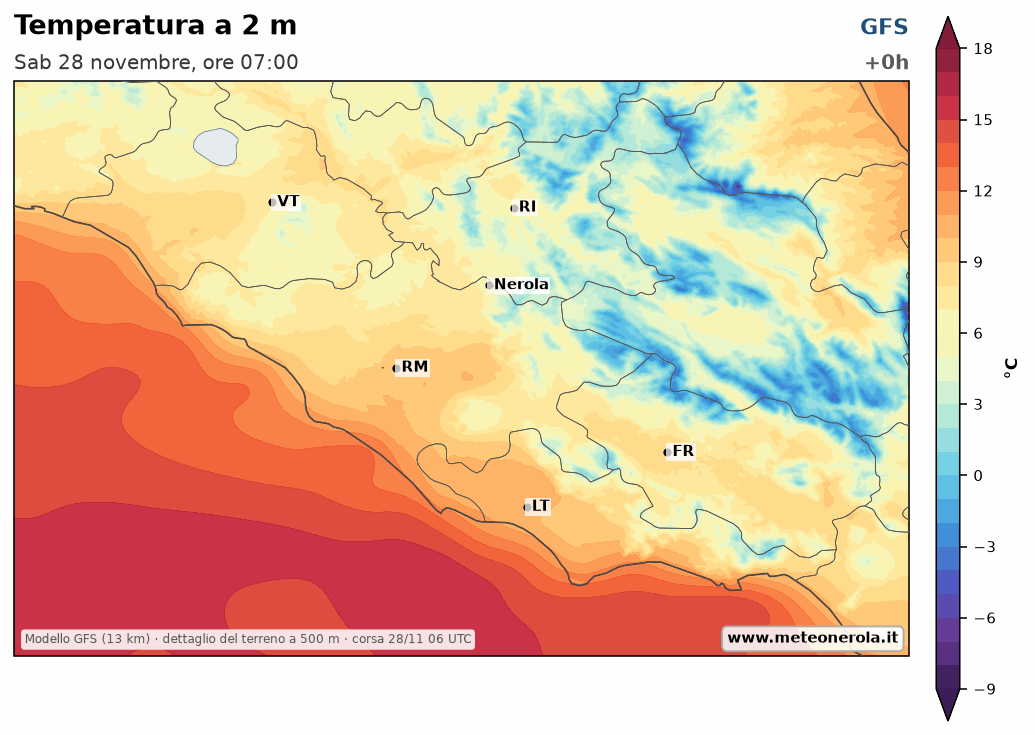 Temperatura a 2 m
GFS
Sab 28 novembre, ore 07:00
+0h
VT
RI
Nerola
RM
FR
LT
Modello GFS (13 km) · dettaglio del terreno a 500 m · corsa 28/11 06 UTC
www.meteonerola.it
18
15
12
9
6
3
0
−3
−6
−9
°C